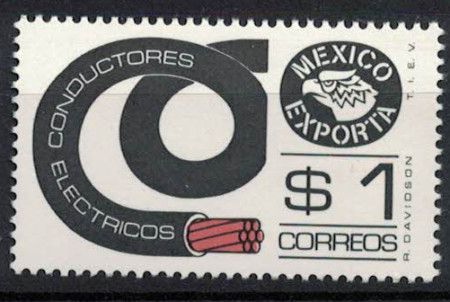 CONDUCTORES
ELECTRICOS
MEXICO
EXPORTA
$1
CORREOS
R. DAVIDSON
T. I. E. V.